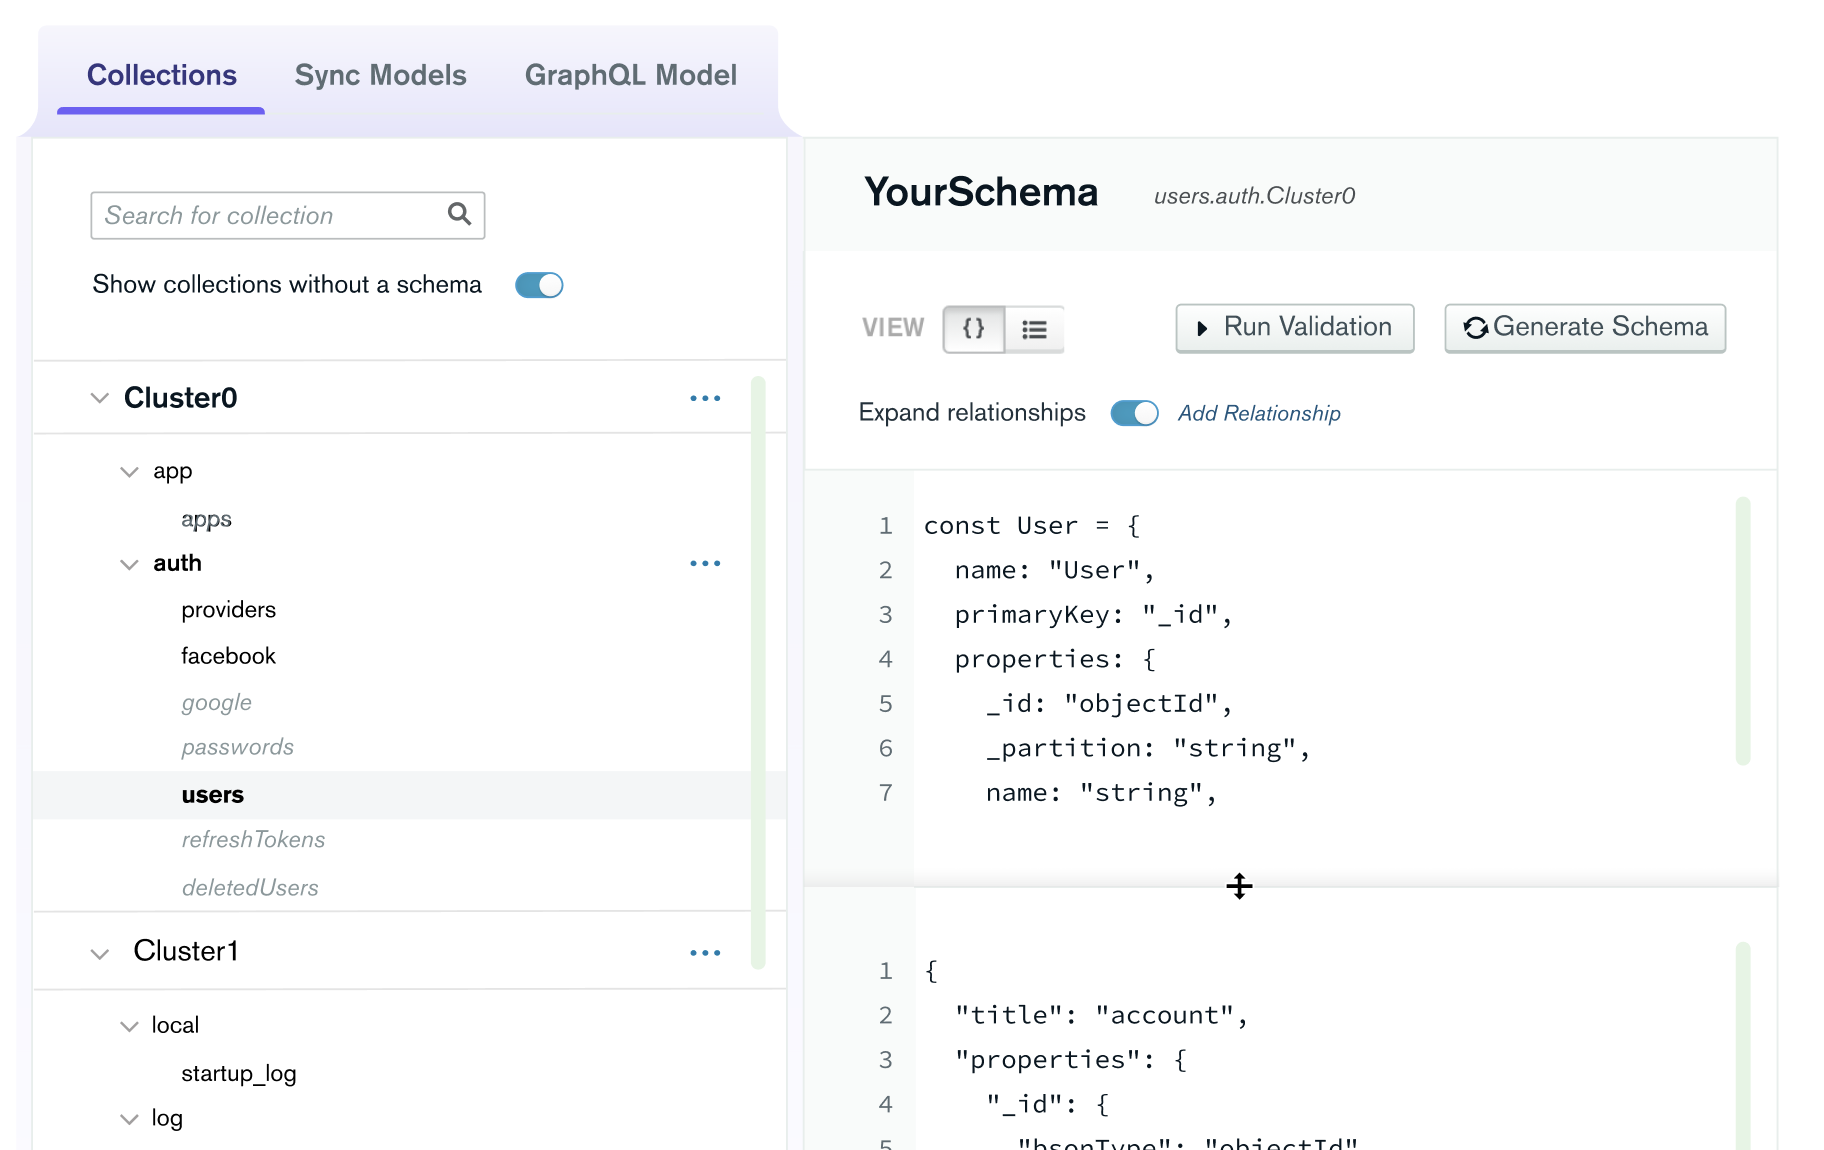 Collections Sync Models GraphQL Model
Search for collection
Show collections without a schema
Cluster0
app
apps
auth
providers
facebook
google
passwords
users
refreshTokens
deletedUsers
Cluster1
local
startup_log
log
YourSchema users.auth.Cluster0
VIEW {} Run Validation Generate Schema
Expand relationships Add Relationship
1 const User = {
2 name: "User",
3 primaryKey: "_id",
4 properties: {
5 _id: "objectId",
6 _partition: "string",
7 name: "string",
1 {
2 "title": "account",
3 "properties": {
4 "_id": {
5 "bsonType": "objectId"